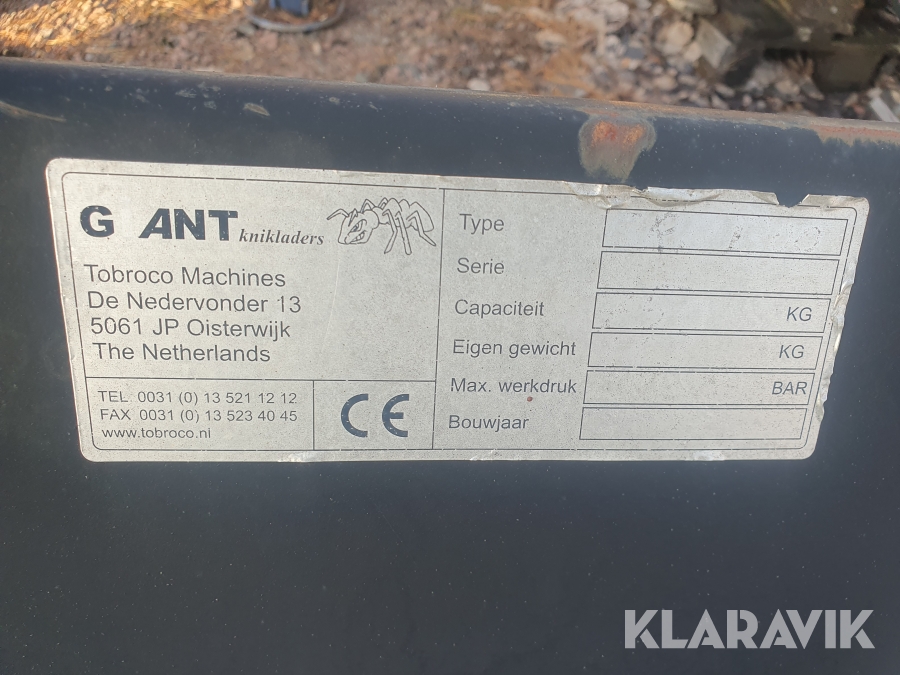 G ANT knikladers
Tobroco Machines
De Nedervonder 13
5061 JP Oisterwijk
The Netherlands
TEL. 0031 (0) 13 521 12 12
FAX 0031 (0) 13 523 40 45
www.tobroco.nl
CE
Type
Serie
Capaciteit KG
Eigen gewicht KG
Max. werkdruk BAR
Bouwjaar
KLARAVIK